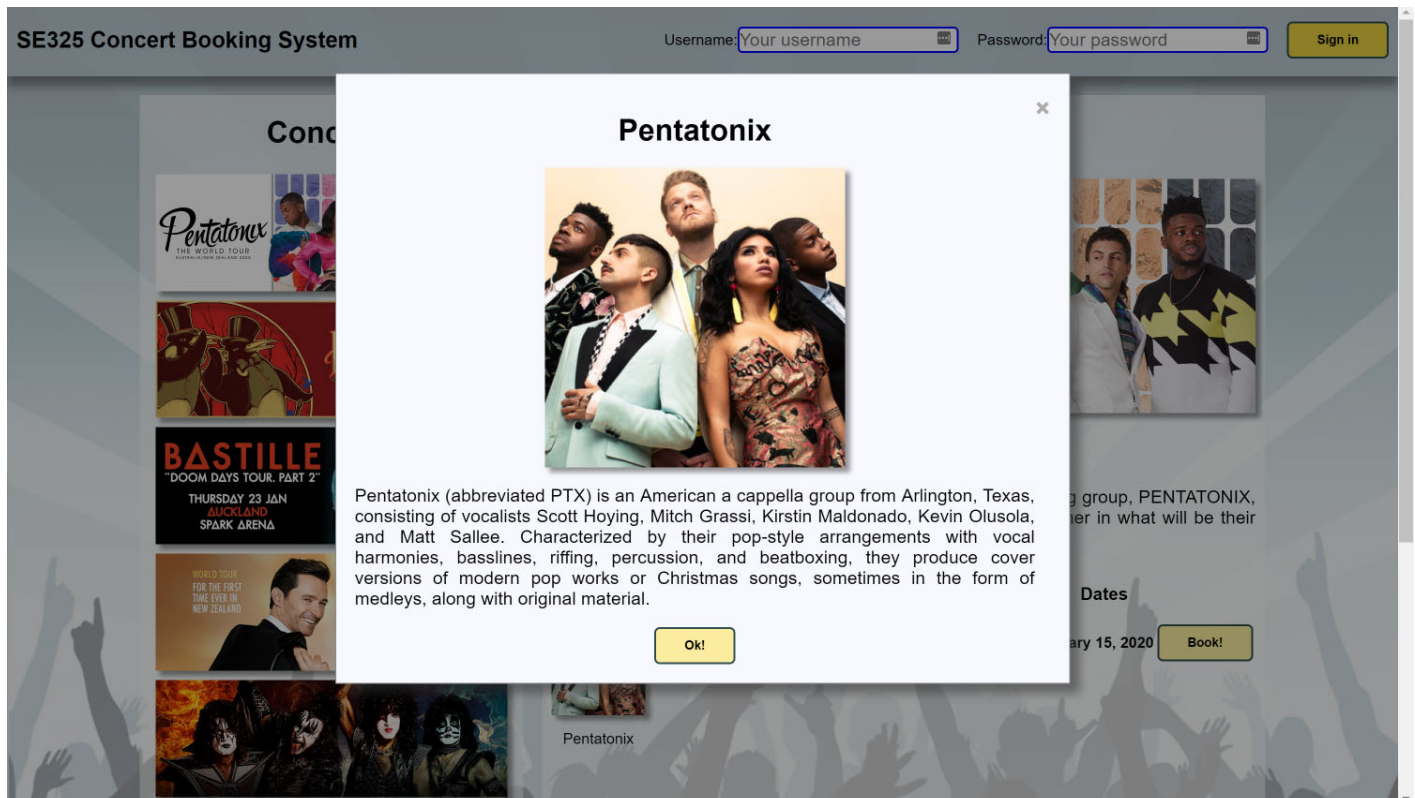 SE325 Concert Booking System
Username:
Your username
Password:
Your password
Sign in
Conc
×
Pentatonix
Pentatonix
THE WORLD TOUR
AUSTRALIA/NEW ZEALAND 2020
BASTILLE
"DOOM DAYS TOUR. PART 2"
THURSDAY 23 JAN
AUCKLAND
SPARK ARENA
WORLD TOUR
FOR THE FIRST
TIME EVER IN
NEW ZEALAND
Pentatonix (abbreviated PTX) is an American a cappella group from Arlington, Texas,
consisting of vocalists Scott Hoying, Mitch Grassi, Kirstin Maldonado, Kevin Olusola,
and Matt Sallee. Characterized by their pop-style arrangements with vocal
harmonies, basslines, riffing, percussion, and beatboxing, they produce cover
versions of modern pop works or Christmas songs, sometimes in the form of
medleys, along with original material.
Ok!
g group, PENTATONIX,
her in what will be their
Dates
ary 15, 2020
Book!
Pentatonix